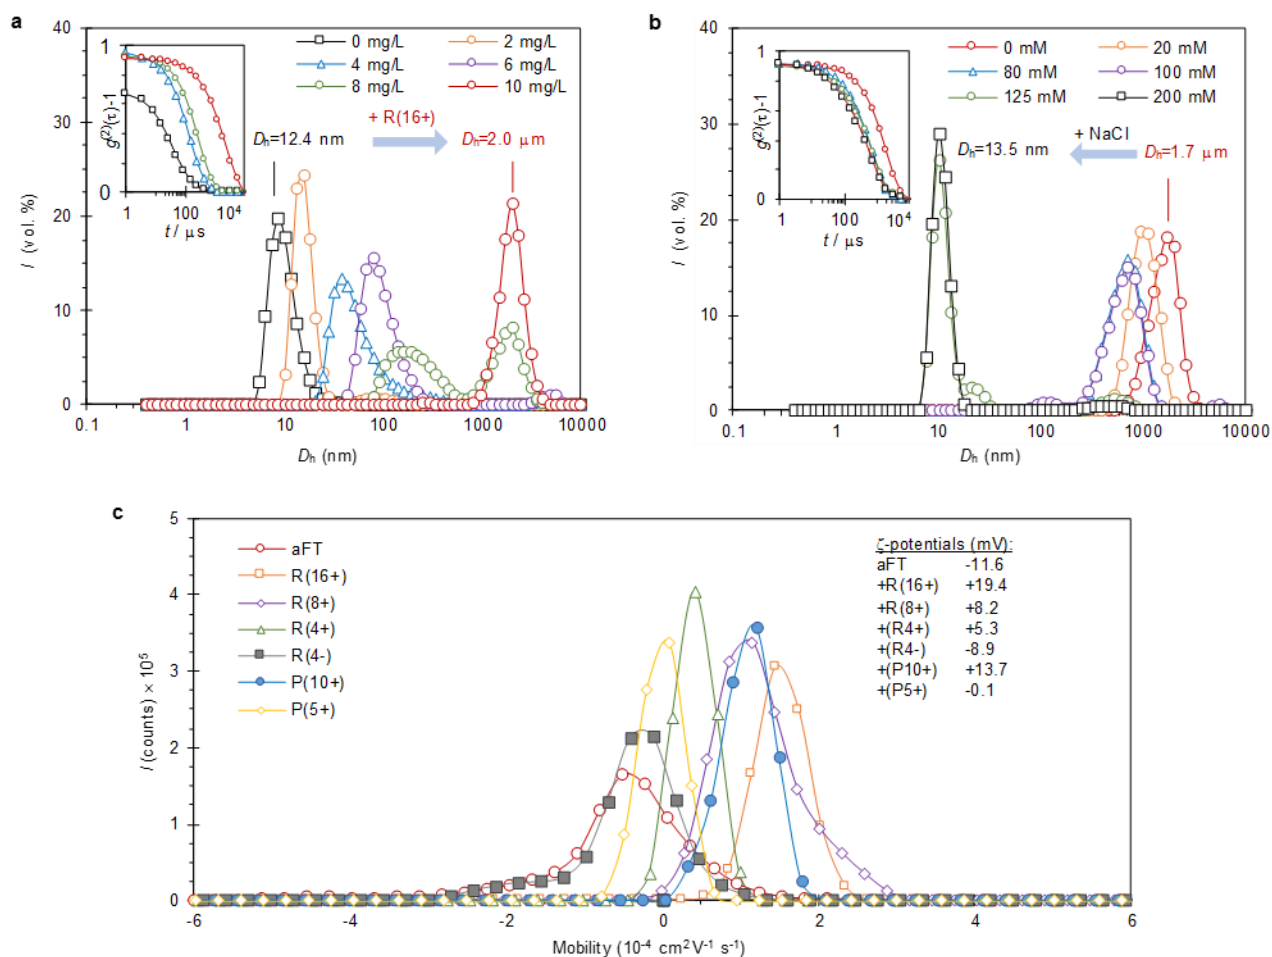 a
40
30
20
10
0
I (vol. %)
0.1
1
10
100
1000
10000
Dₕ (nm)
0 mg/L
2 mg/L
4 mg/L
6 mg/L
8 mg/L
10 mg/L
+ R(16+)
Dₕ=12.4 nm
Dₕ=2.0 μm
1
0
g⁽²⁾(τ)-1
1
100
10⁴
t / μs
b
40
30
20
10
0
I (vol. %)
0.1
1
10
100
1000
10000
Dₕ (nm)
0 mM
20 mM
80 mM
100 mM
125 mM
200 mM
+ NaCl
Dₕ=13.5 nm
Dₕ=1.7 μm
1
0
g⁽²⁾(τ)-1
1
100
10⁴
t / μs
c
5
4
3
2
1
0
I (counts) × 10⁵
-6
-4
-2
0
2
4
6
Mobility (10⁻⁴ cm² V⁻¹ s⁻¹)
aFT
R(16+)
R(8+)
R(4+)
R(4-)
P(10+)
P(5+)
ζ-potentials (mV):
aFT -11.6
+R(16+) +19.4
+R(8+) +8.2
+(R4+) +5.3
+(R4-) -8.9
+(P10+) +13.7
+(P5+) -0.1